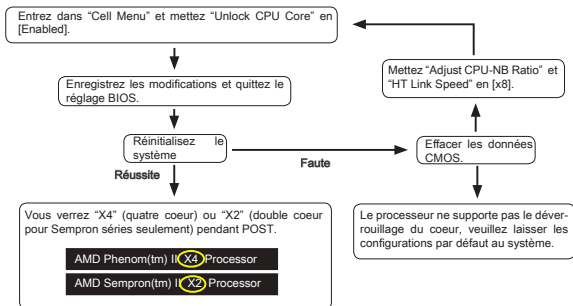 Entrez dans “Cell Menu” et mettez “Unlock CPU Core” en
[Enabled].
Enregistrez les modifications et quittez le
réglage BIOS.
Mettez “Adjust CPU-NB Ratio” et
“HT Link Speed” en [x8].
Réinitialisez le
système
Faute
Effacer les données
CMOS.
Réussite
Vous verrez “X4” (quatre coeur) ou “X2” (double coeur
pour Sempron séries seulement) pendant POST.
AMD Phenom(tm) II X4 Processor
AMD Sempron(tm) II X2 Processor
Le processeur ne supporte pas le déver-
rouillage du coeur, veuillez laisser les
configurations par défaut au système.